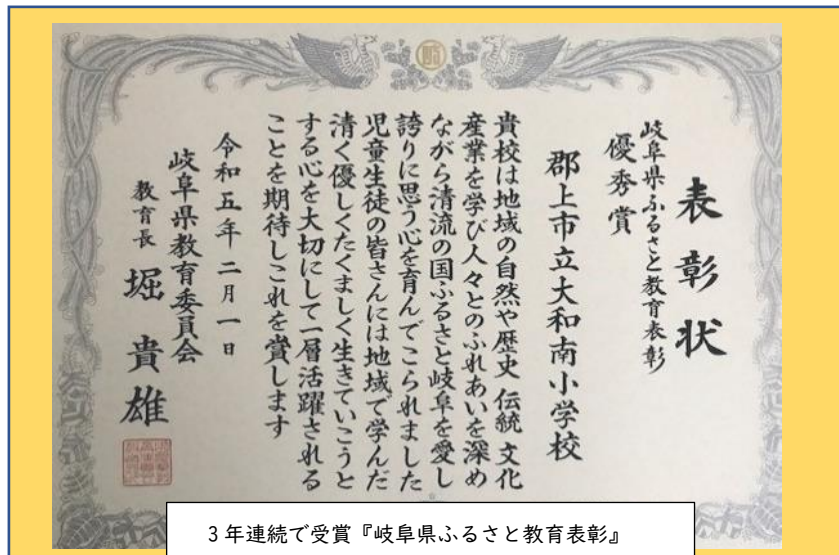 表彰状
岐阜県ふるさと教育表彰
優秀賞
郡上市立大和南小学校
貴校は地域の自然や歴史 伝統 文化
産業を学び人々とのふれあいを深め
ながら清流の国ふるさと岐阜を愛し
誇りに思う心を育んでこられました
児童生徒の皆さんには地域で学んだ
清く優しくたくましく生きていこうと
する心を大切にして一層活躍される
ことを期待しこれを賞します
令和五年二月一日
岐阜県教育委員会
教育長 堀 貴雄
3年連続で受賞『岐阜県ふるさと教育表彰』